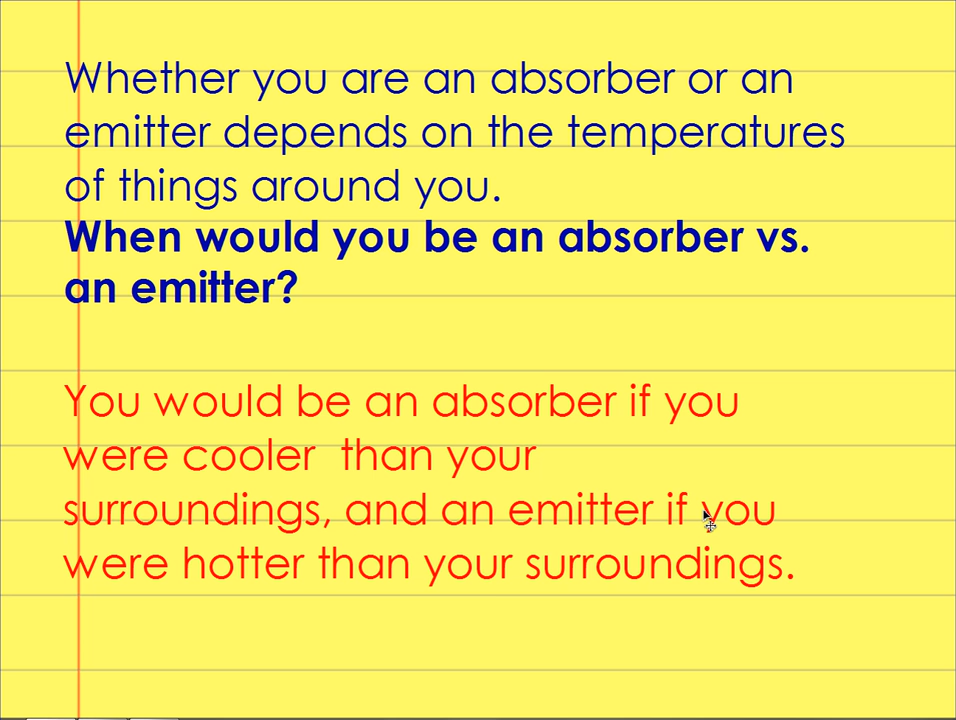 Whether you are an absorber or an
emitter depends on the temperatures
of things around you.
When would you be an absorber vs.
an emitter?
You would be an absorber if you
were cooler  than your
surroundings, and an emitter if you
were hotter than your surroundings.